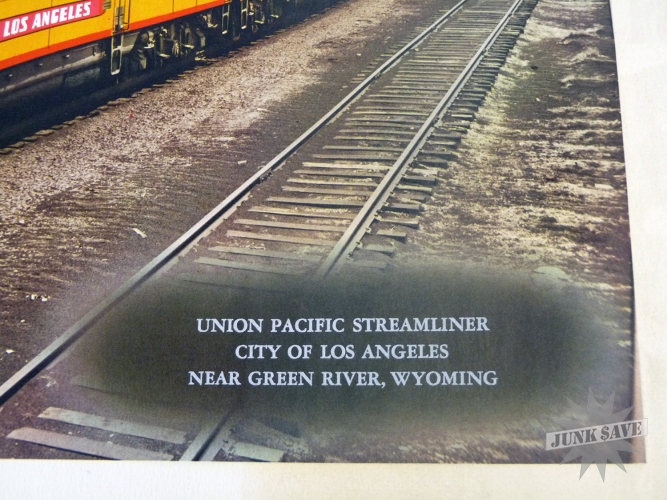 LOS ANGELES
UNION PACIFIC STREAMLINER
CITY OF LOS ANGELES
NEAR GREEN RIVER, WYOMING
JUNK SAVE